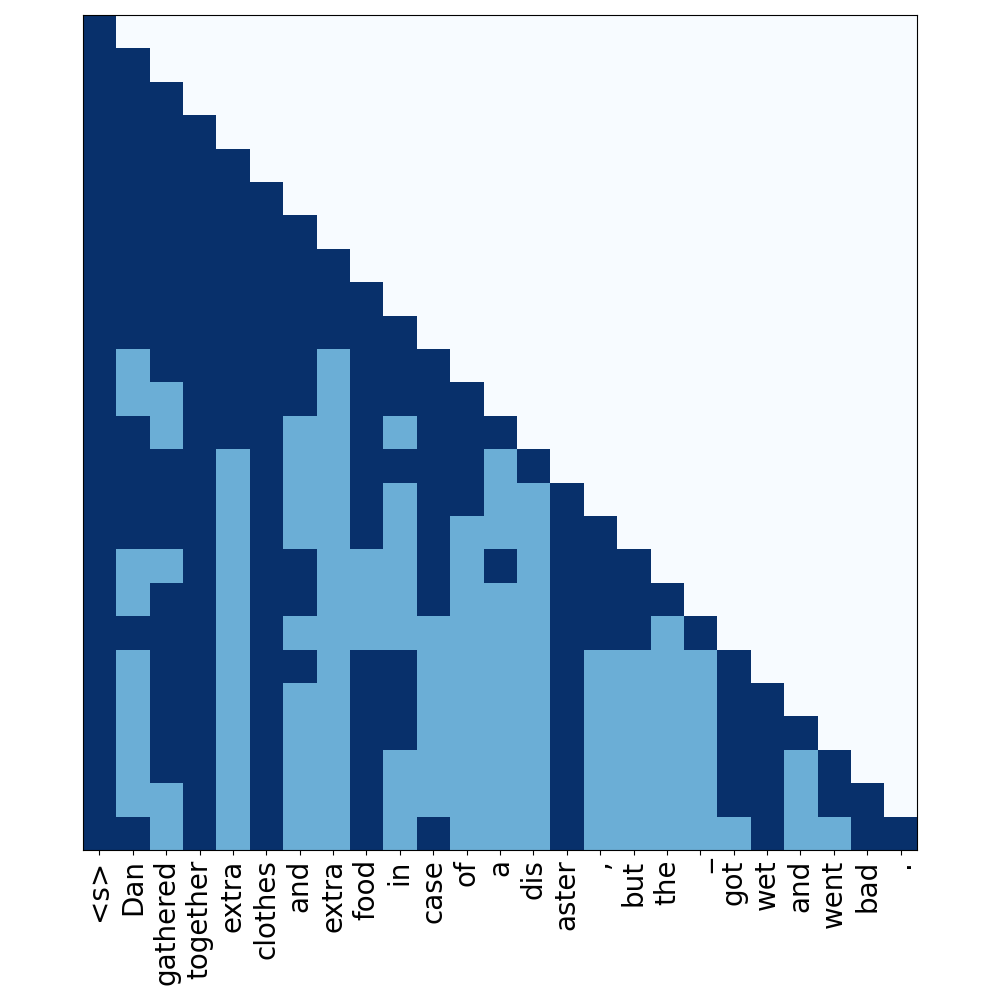 <s>
Dan
gathered
together
extra
clothes
and
extra
food
in
case
of
a
dis
aster
,
but
the
_
got
wet
and
went
bad
.